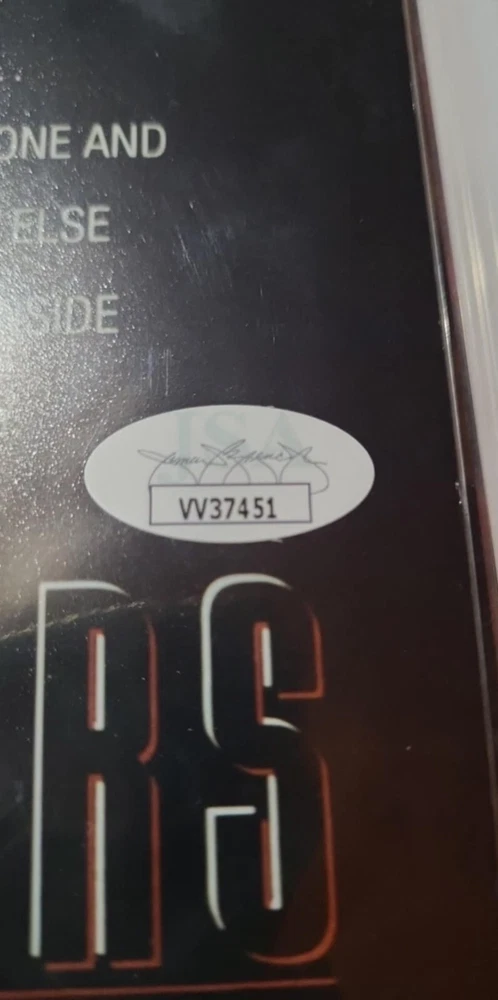 ONE AND
ELSE
SIDE
JSA
VV37451
RS